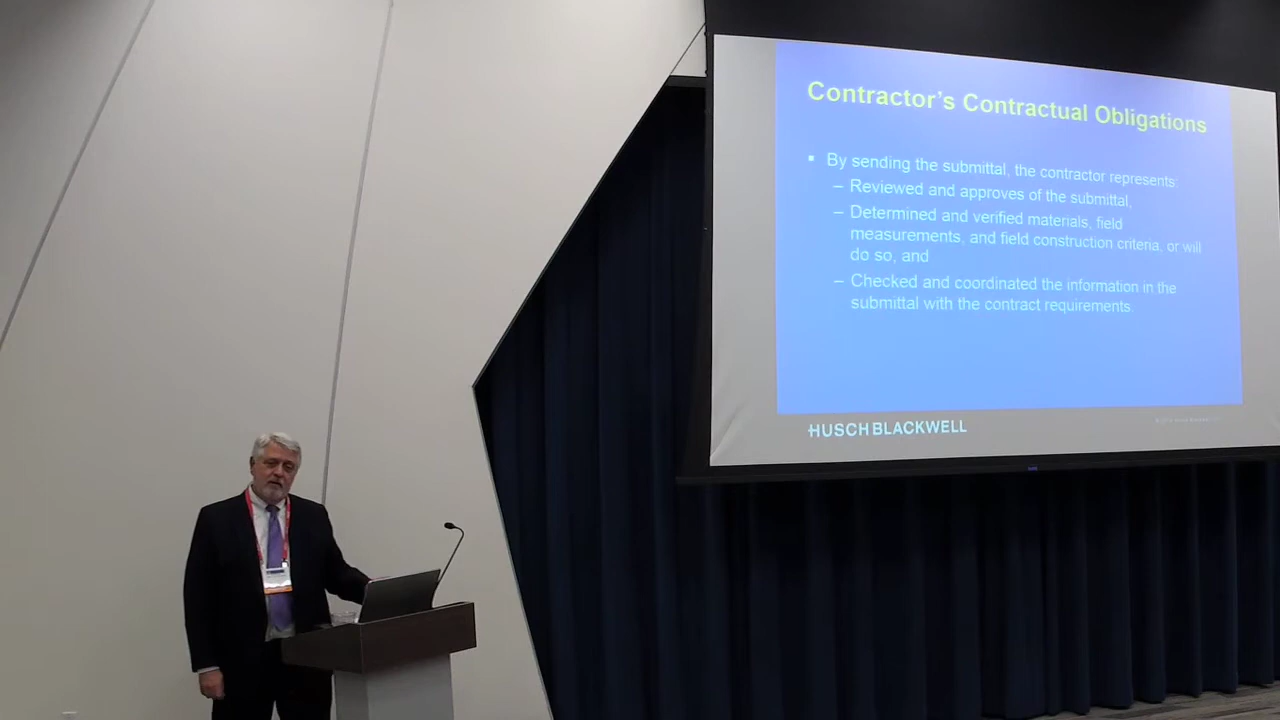 Contractor's Contractual Obligations
▪ By sending the submittal, the contractor represents:
– Reviewed and approves of the submittal,
– Determined and verified materials, field
measurements, and field construction criteria, or will
do so, and
– Checked and coordinated the information in the
submittal with the contract requirements.
HUSCH BLACKWELL